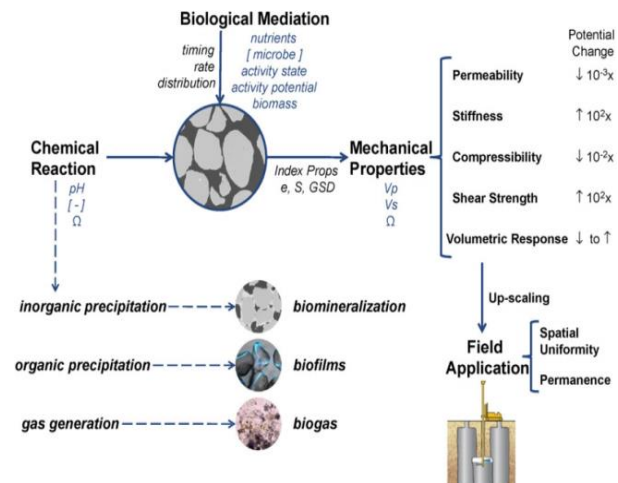 Biological Mediation
timing
rate
distribution
nutrients
[ microbe ]
activity state
activity potential
biomass
Chemical
Reaction
pH
[ - ]
Ω
Index Props
e, S, GSD
Mechanical
Properties
Vp
Vs
Ω
Potential
Change
Permeability ↓ 10⁻³x
Stiffness ↑ 10²x
Compressibility ↓ 10⁻²x
Shear Strength ↑ 10²x
Volumetric Response ↓ to ↑
Up-scaling
Field
Application
Spatial
Uniformity
Permanence
inorganic precipitation
biomineralization
organic precipitation
biofilms
gas generation
biogas